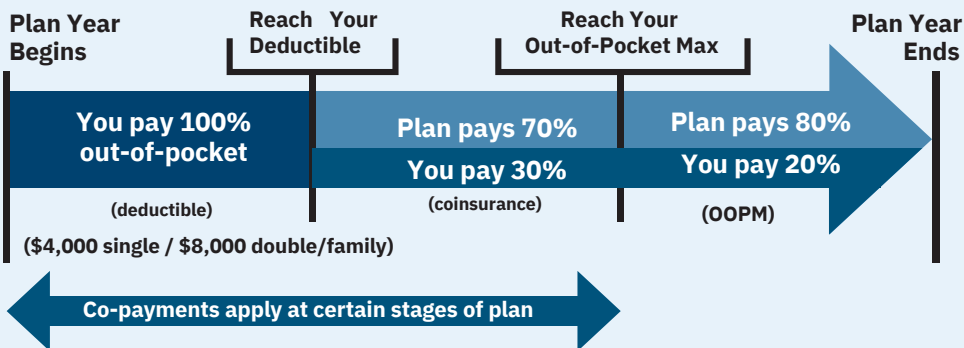 Plan Year
Begins
Reach Your
Deductible
Reach Your
Out-of-Pocket Max
Plan Year
Ends
You pay 100%
out-of-pocket
Plan pays 70%
Plan pays 80%
You pay 30%
You pay 20%
(deductible)
(coinsurance)
(OOPM)
($4,000 single / $8,000 double/family)
Co-payments apply at certain stages of plan